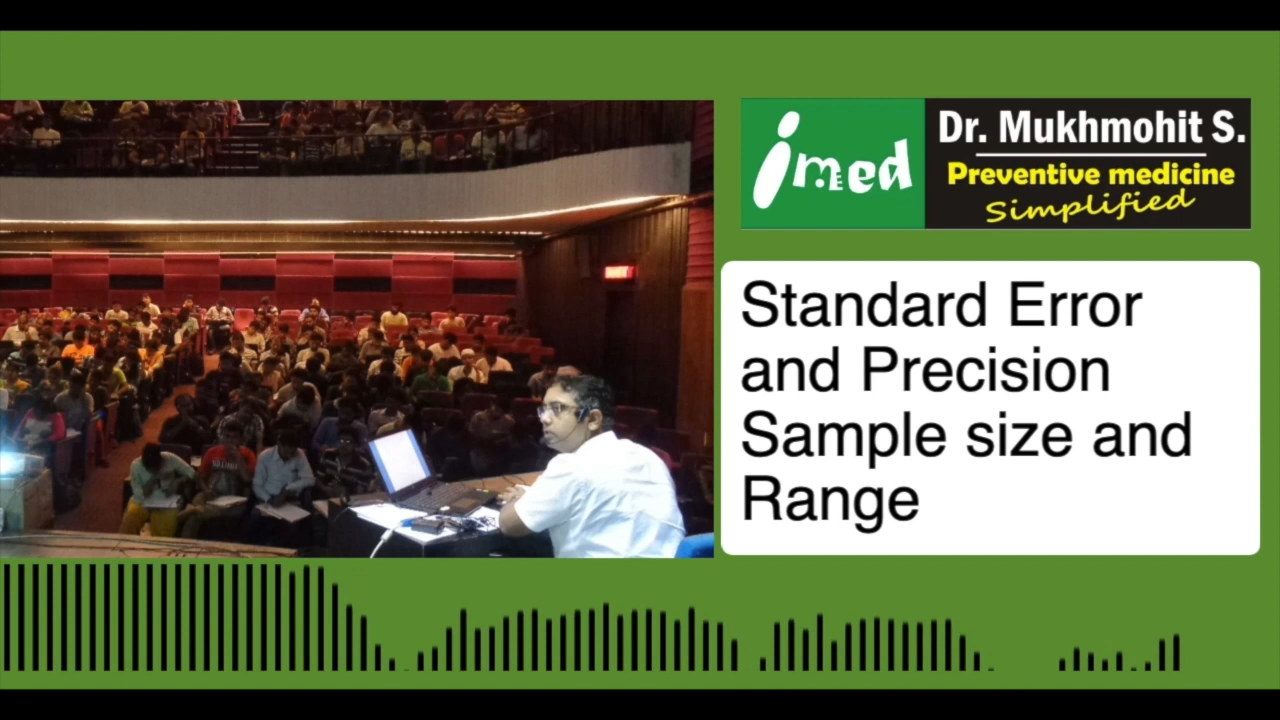 imed
Dr. Mukhmohit S.
Preventive medicine
Simplified
Standard Error
and Precision
Sample size and
Range